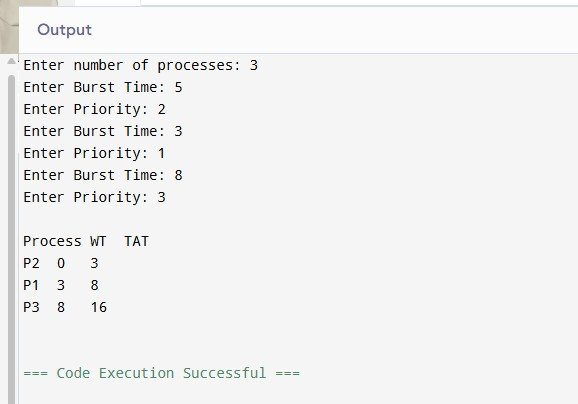 Output
Enter number of processes: 3
Enter Burst Time: 5
Enter Priority: 2
Enter Burst Time: 3
Enter Priority: 1
Enter Burst Time: 8
Enter Priority: 3
Process WT  TAT
P2  0   3
P1  3   8
P3  8   16
=== Code Execution Successful ===